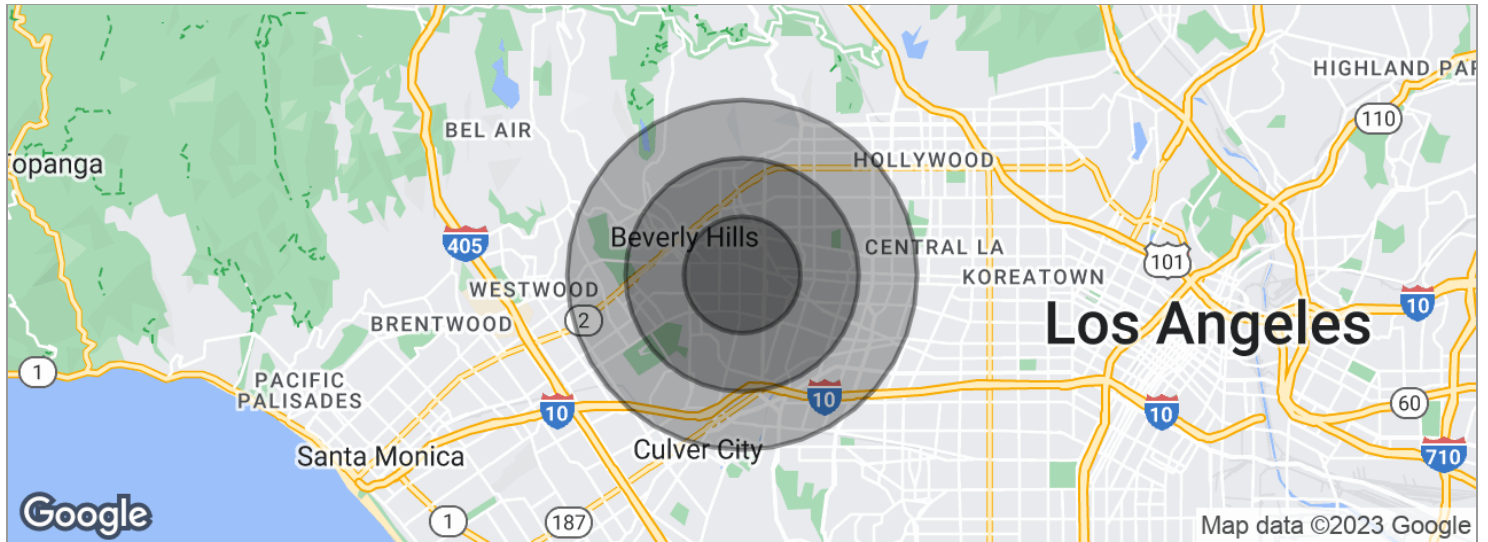 HIGHLAND PAR
110
BEL AIR
HOLLYWOOD
Topanga
Beverly Hills
405
CENTRAL LA
101
KOREATOWN
WESTWOOD
2
10
BRENTWOOD
Los Angeles
1
PACIFIC
PALISADES
10
10
10
60
Santa Monica
Culver City
710
Google
1
187
Map data ©2023 Google